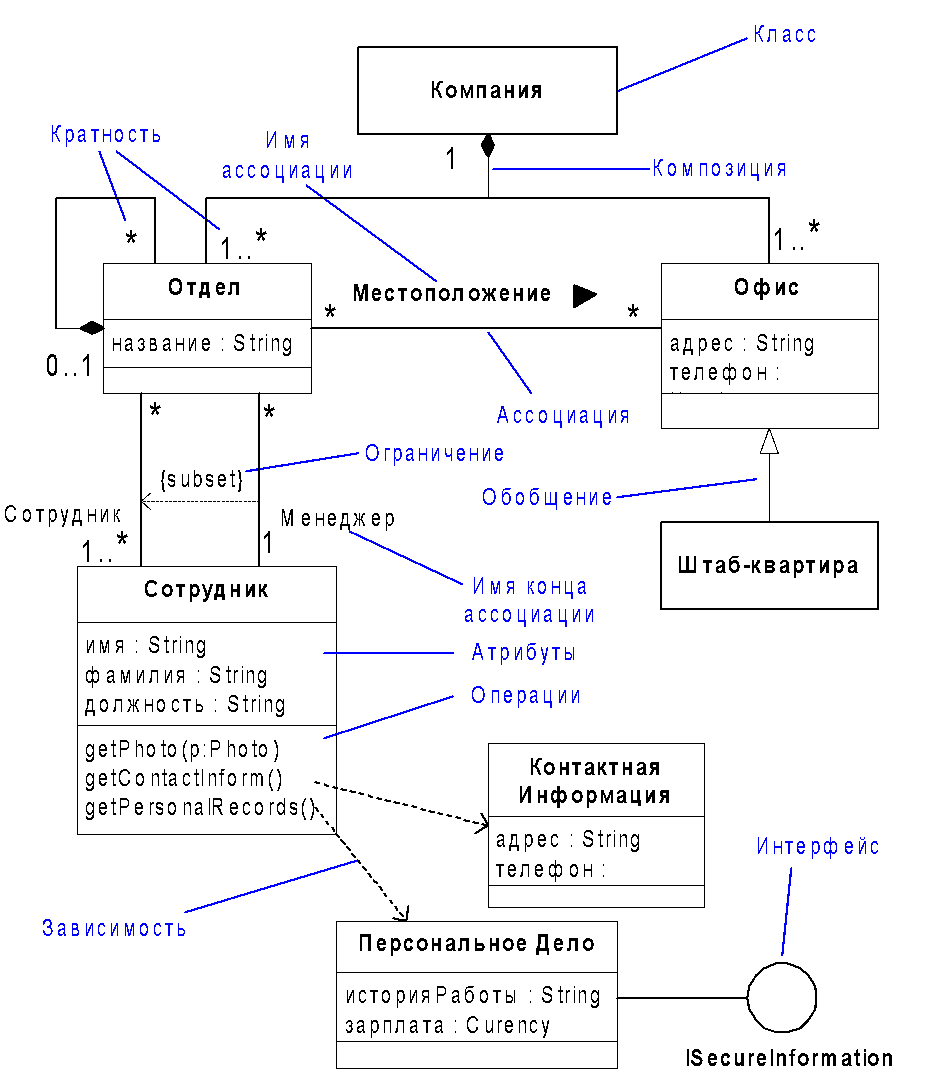 Класс
Компания
Кратность
Имя
ассоциации
1
Композиция
*
1..*
1..*
Отдел
Местоположение
Офис
*
*
название : String
0..1
адрес : String
телефон :
*
*
Ассоциация
Ограничение
{subset}
Обобщение
Сотрудник
Менеджер
1..*
1
Штаб-квартира
Сотрудник
Имя конца
ассоциации
имя : String
фамилия : String
должность : String
Атрибуты
Операции
getPhoto(p:Photo)
getContactInform()
getPersonalRecords()
Контактная
Информация
адрес : String
телефон :
Интерфейс
Зависимость
Персональное Дело
историяРаботы : String
зарплата : Curency
ISecureInformation